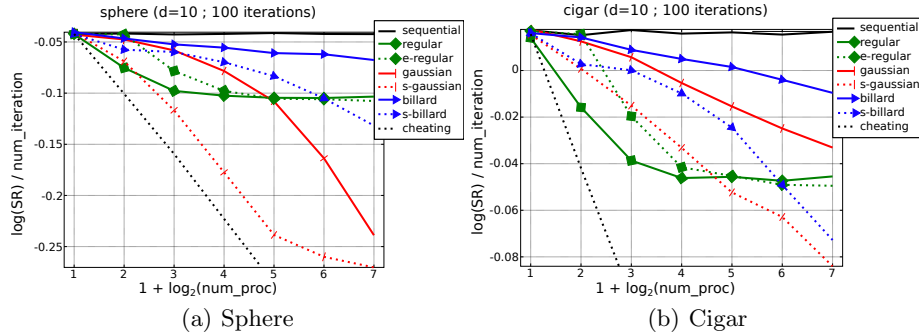 sphere (d=10 ; 100 iterations)
log(SR) / num_iteration
-0.05
-0.1
-0.15
-0.2
-0.25
1 2 3 4 5 6 7
1 + log₂(num_proc)
sequential
regular
e-regular
gaussian
s-gaussian
billard
s-billard
cheating
(a) Sphere
cigar (d=10 ; 100 iterations)
log(SR) / num_iteration
0
-0.02
-0.04
-0.06
-0.08
1 2 3 4 5 6 7
1 + log₂(num_proc)
sequential
regular
e-regular
gaussian
s-gaussian
billard
s-billard
cheating
(b) Cigar